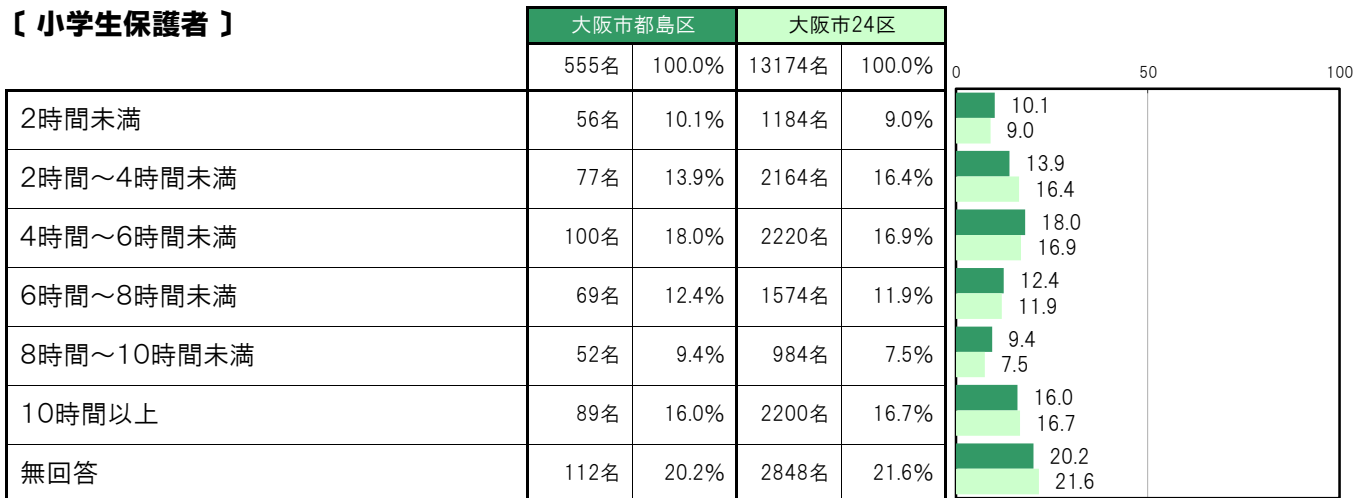 〔 小学生保護者 〕
大阪市都島区 大阪市24区
555名 100.0% 13174名 100.0%
0 50 100
2時間未満 56名 10.1% 1184名 9.0% 10.1
9.0
2時間～4時間未満 77名 13.9% 2164名 16.4% 13.9
16.4
4時間～6時間未満 100名 18.0% 2220名 16.9% 18.0
16.9
6時間～8時間未満 69名 12.4% 1574名 11.9% 12.4
11.9
8時間～10時間未満 52名 9.4% 984名 7.5% 9.4
7.5
10時間以上 89名 16.0% 2200名 16.7% 16.0
16.7
無回答 112名 20.2% 2848名 21.6% 20.2
21.6